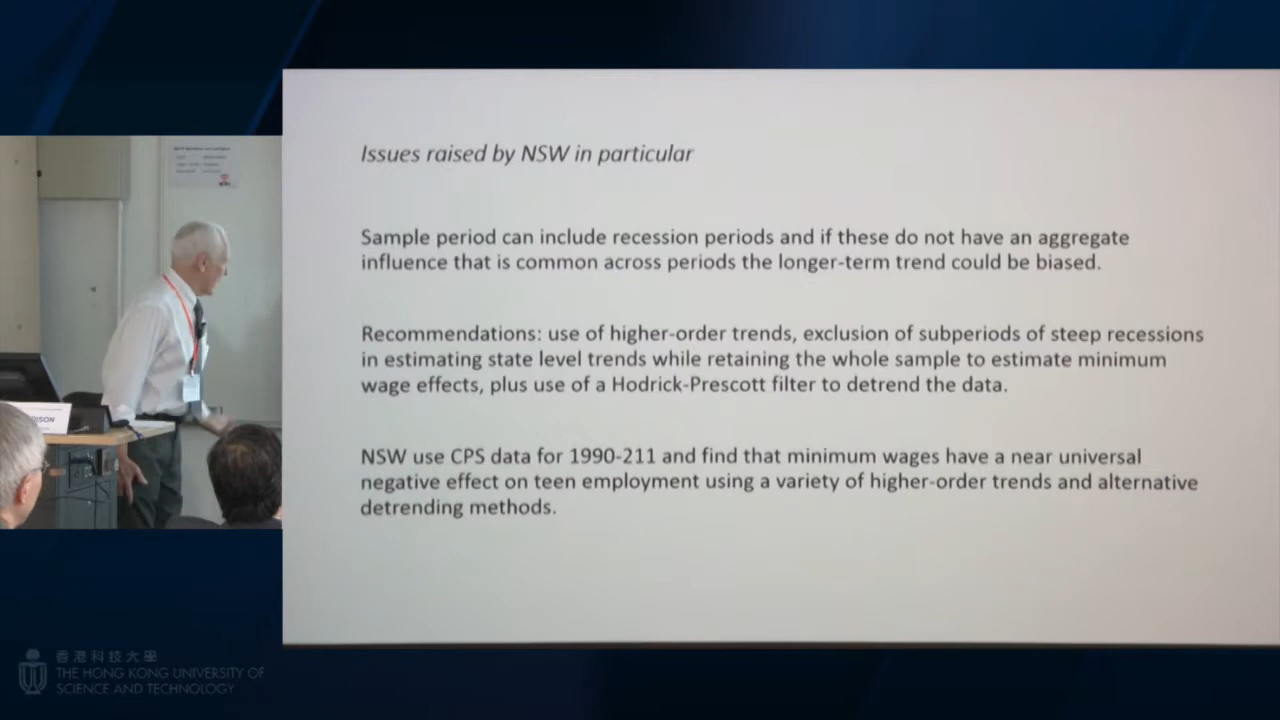 Issues raised by NSW in particular
Sample period can include recession periods and if these do not have an aggregate
influence that is common across periods the longer-term trend could be biased.
Recommendations: use of higher-order trends, exclusion of subperiods of steep recessions
in estimating state level trends while retaining the whole sample to estimate minimum
wage effects, plus use of a Hodrick-Prescott filter to detrend the data.
NSW use CPS data for 1990-211 and find that minimum wages have a near universal
negative effect on teen employment using a variety of higher-order trends and alternative
detrending methods.
香港科技大學
THE HONG KONG UNIVERSITY OF
SCIENCE AND TECHNOLOGY